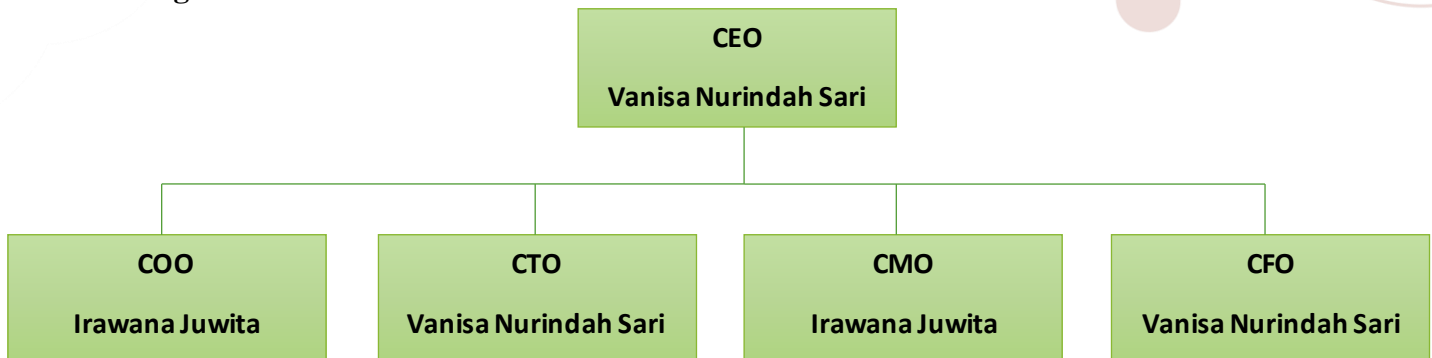 CEO
Vanisa Nurindah Sari
COO
Irawana Juwita
CTO
Vanisa Nurindah Sari
CMO
Irawana Juwita
CFO
Vanisa Nurindah Sari